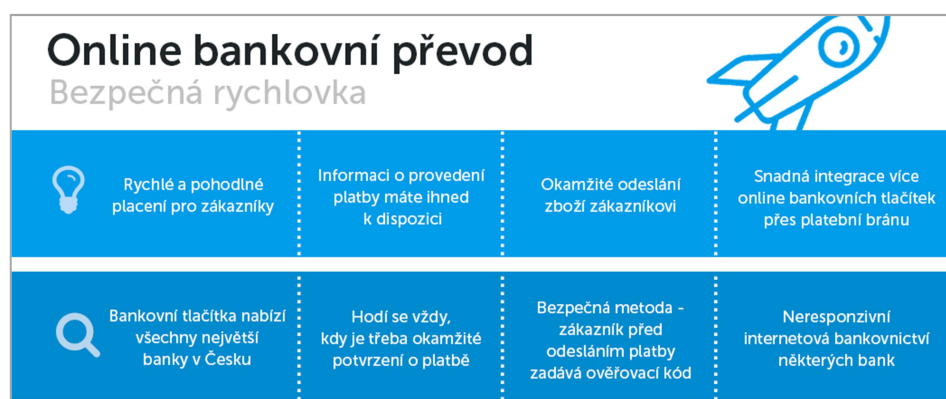 Online bankovní převod
Bezpečná rychlovka
Rychlé a pohodlné
placení pro zákazníky
Informaci o provedení
platby máte ihned
k dispozici
Okamžité odeslání
zboží zákazníkovi
Snadná integrace více
online bankovních tlačítek
přes platební bránu
Bankovní tlačítka nabízí
všechny největší
banky v Česku
Hodí se vždy,
kdy je třeba okamžité
potvrzení o platbě
Bezpečná metoda -
zákazník před
odesláním platby
zadává ověřovací kód
Neresponzivní
internetová bankovnictví
některých bank